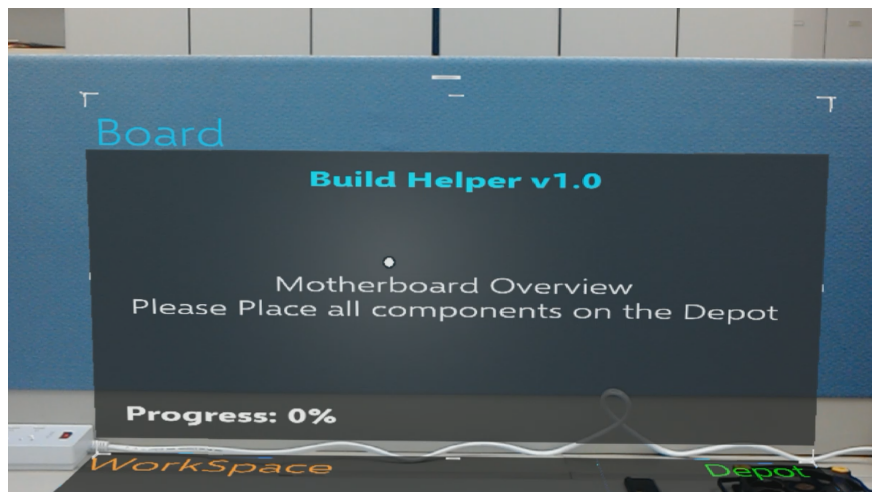 Board
Build Helper v1.0
Motherboard Overview
Please Place all components on the Depot
Progress: 0%
WorkSpace
Depot